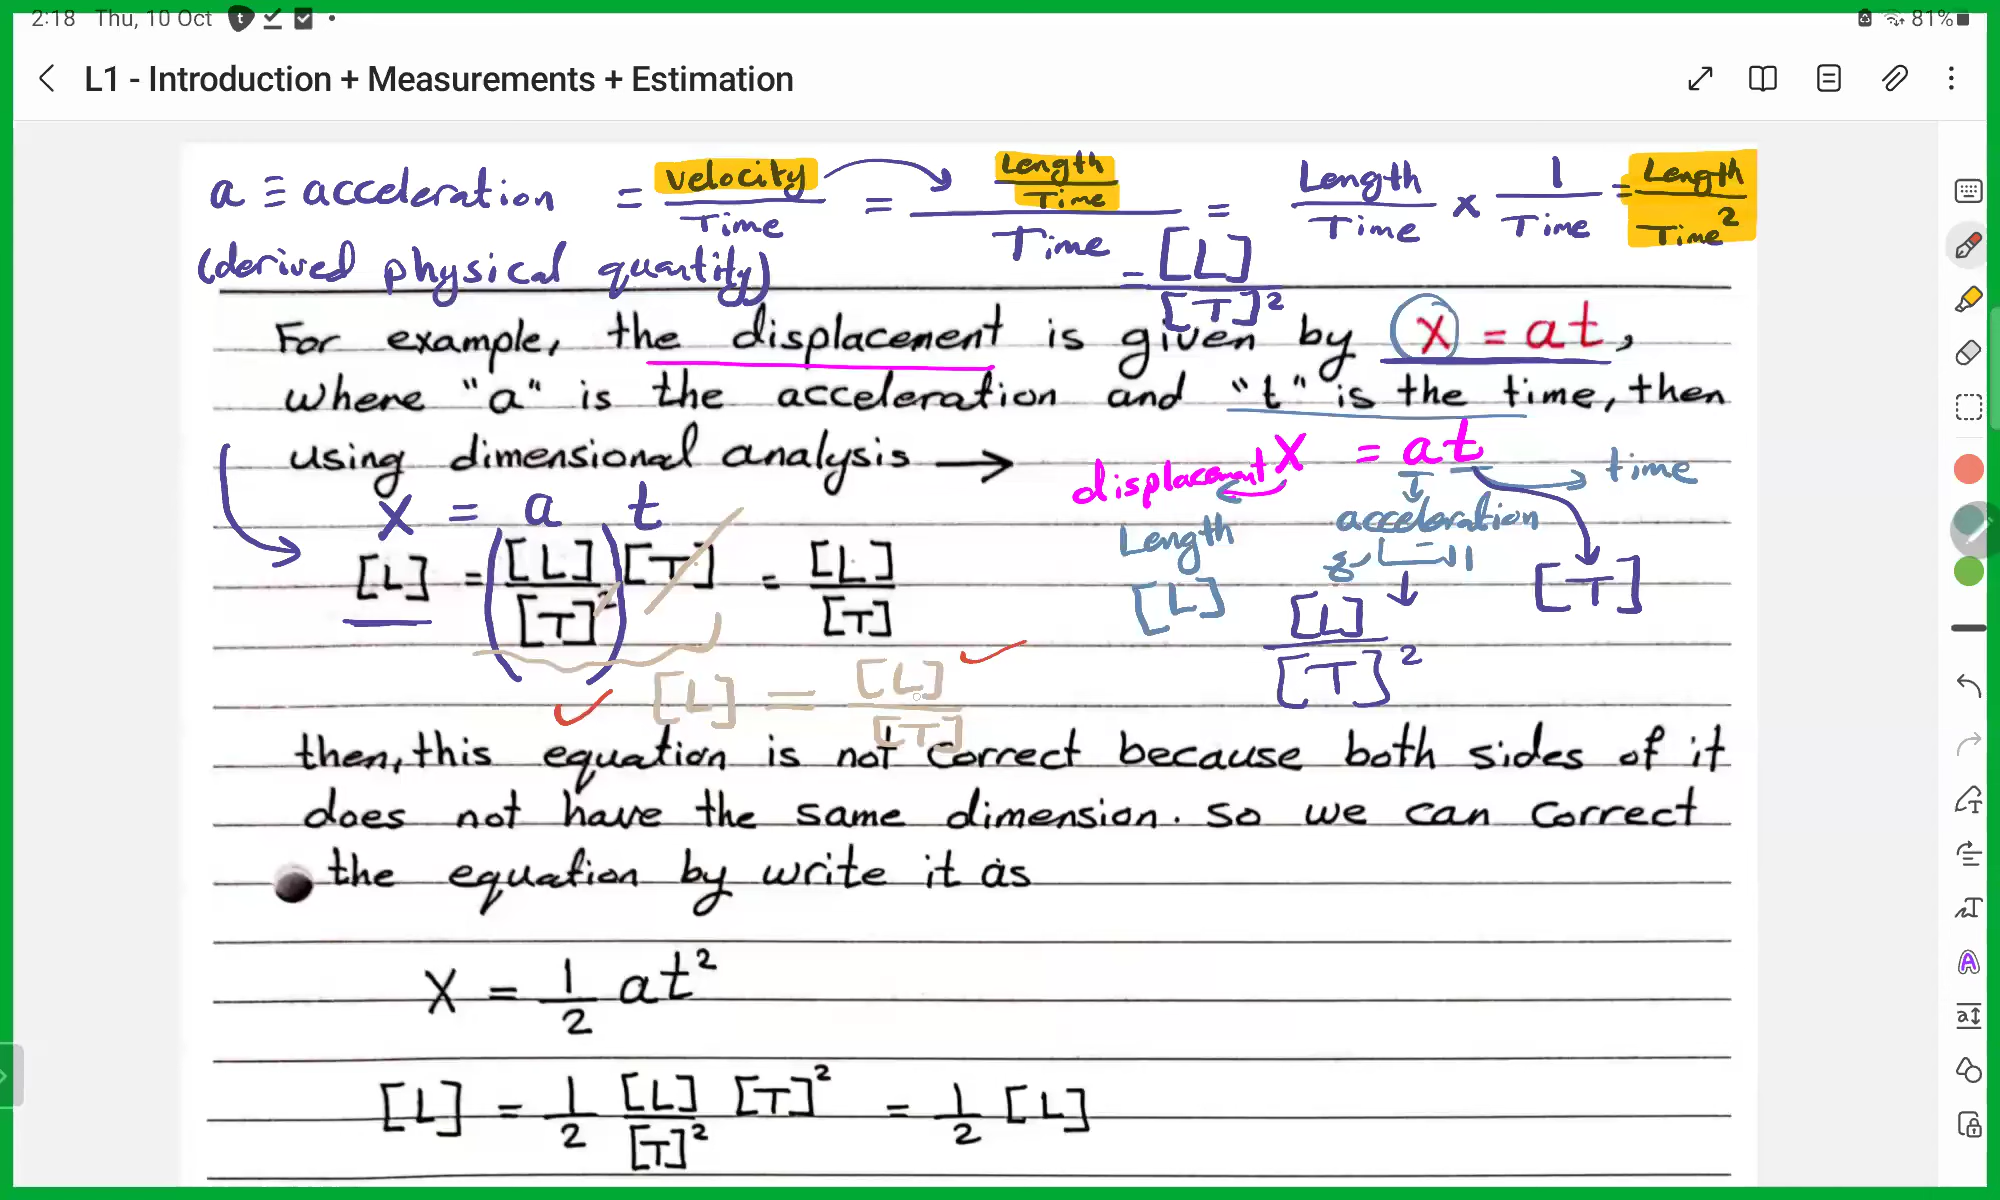 2:18 Thu, 10 Oct 81%
L1 - Introduction + Measurements + Estimation
a ≡ acceleration = velocity / Time = (Length / Time) / Time = Length / Time × 1 / Time = Length / Time²
(derived physical quantity) = [L] / [T]²
For example, the displacement is given by x = at,
where "a" is the acceleration and "t" is the time, then
using dimensional analysis →
x = at
displacement
time
acceleration
Length
[L]
[L] / [T]²
[T]
x = a t
[L] = ([L] / [T]²) [T] = [L] / [T]
[L] = [L] / [T]
then, this equation is not correct because both sides of it
does not have the same dimension. so we can correct
the equation by write it as
x = 1/2 at²
[L] = 1/2 [L] / [T]² [T]² = 1/2 [L]